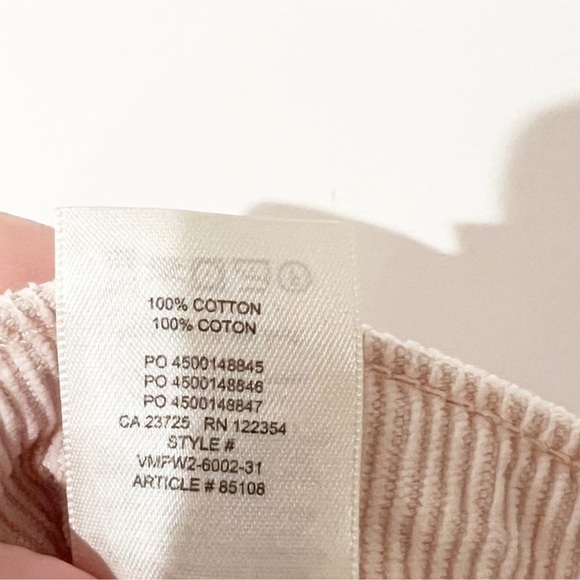 100% COTTON
100% COTON
PO 4500148845
PO 4500148846
PO 4500148847
CA 23725 RN 122354
STYLE #
VMPW2-6002-31
ARTICLE # 85108